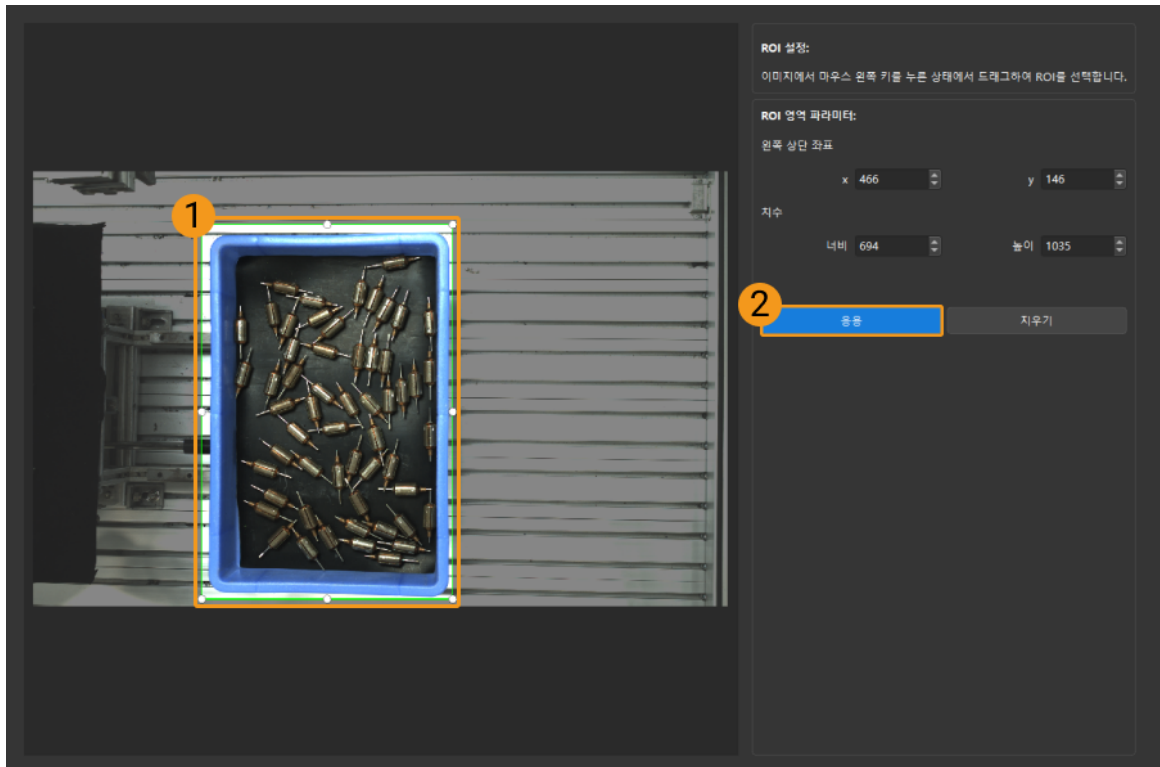 ROI 설정:
이미지에서 마우스 왼쪽 키를 누른 상태에서 드래그하여 ROI를 선택합니다.
ROI 영역 파라미터:
왼쪽 상단 좌표
x 466 y 146
치수
너비 694 높이 1035
1
2
응용 지우기